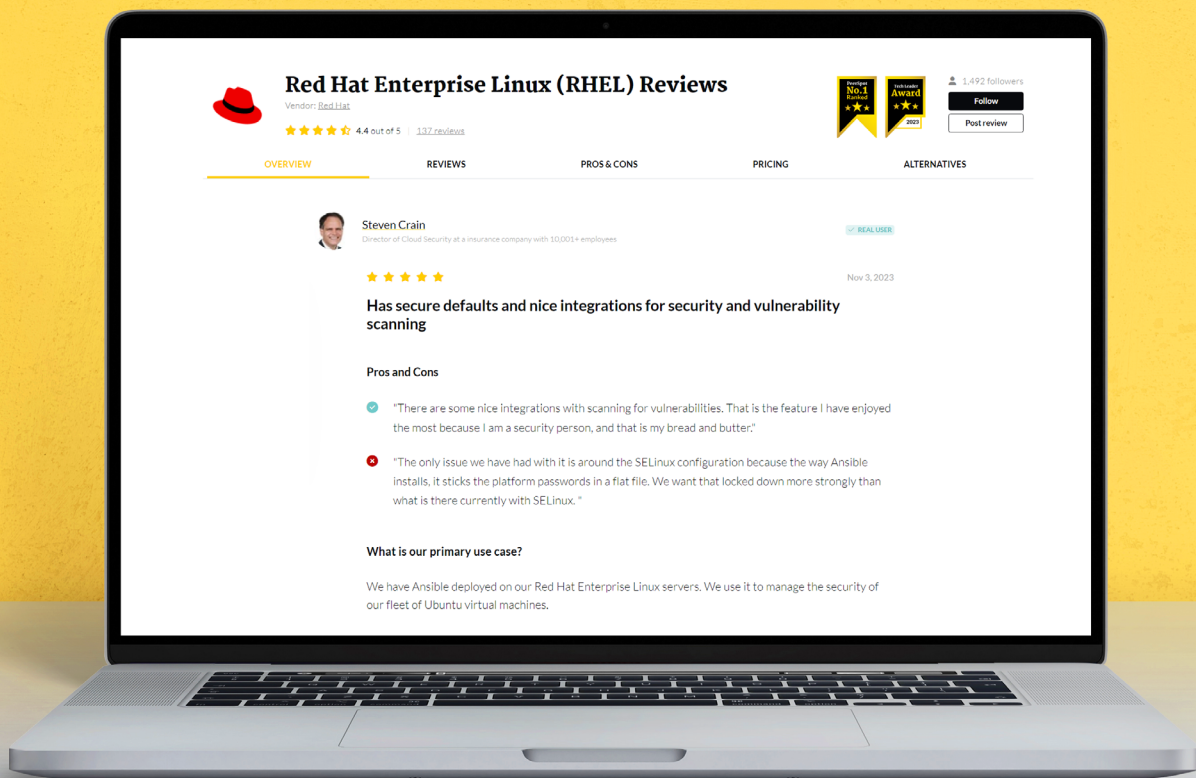 Red Hat Enterprise Linux (RHEL) Reviews
Vendor: Red Hat
4.4 out of 5 | 137 reviews
PeerSpot
No.1
Ranked
Tech Leader
Award
2023
1,492 followers
Follow
Post review
OVERVIEW REVIEWS PROS & CONS PRICING ALTERNATIVES
Steven Crain
Director of Cloud Security at a insurance company with 10,001+ employees
REAL USER
Nov 3, 2023
Has secure defaults and nice integrations for security and vulnerability
scanning
Pros and Cons
"There are some nice integrations with scanning for vulnerabilities. That is the feature I have enjoyed
the most because I am a security person, and that is my bread and butter."
"The only issue we have had with it is around the SELinux configuration because the way Ansible
installs, it sticks the platform passwords in a flat file. We want that locked down more strongly than
what is there currently with SELinux. "
What is our primary use case?
We have Ansible deployed on our Red Hat Enterprise Linux servers. We use it to manage the security of
our fleet of Ubuntu virtual machines.